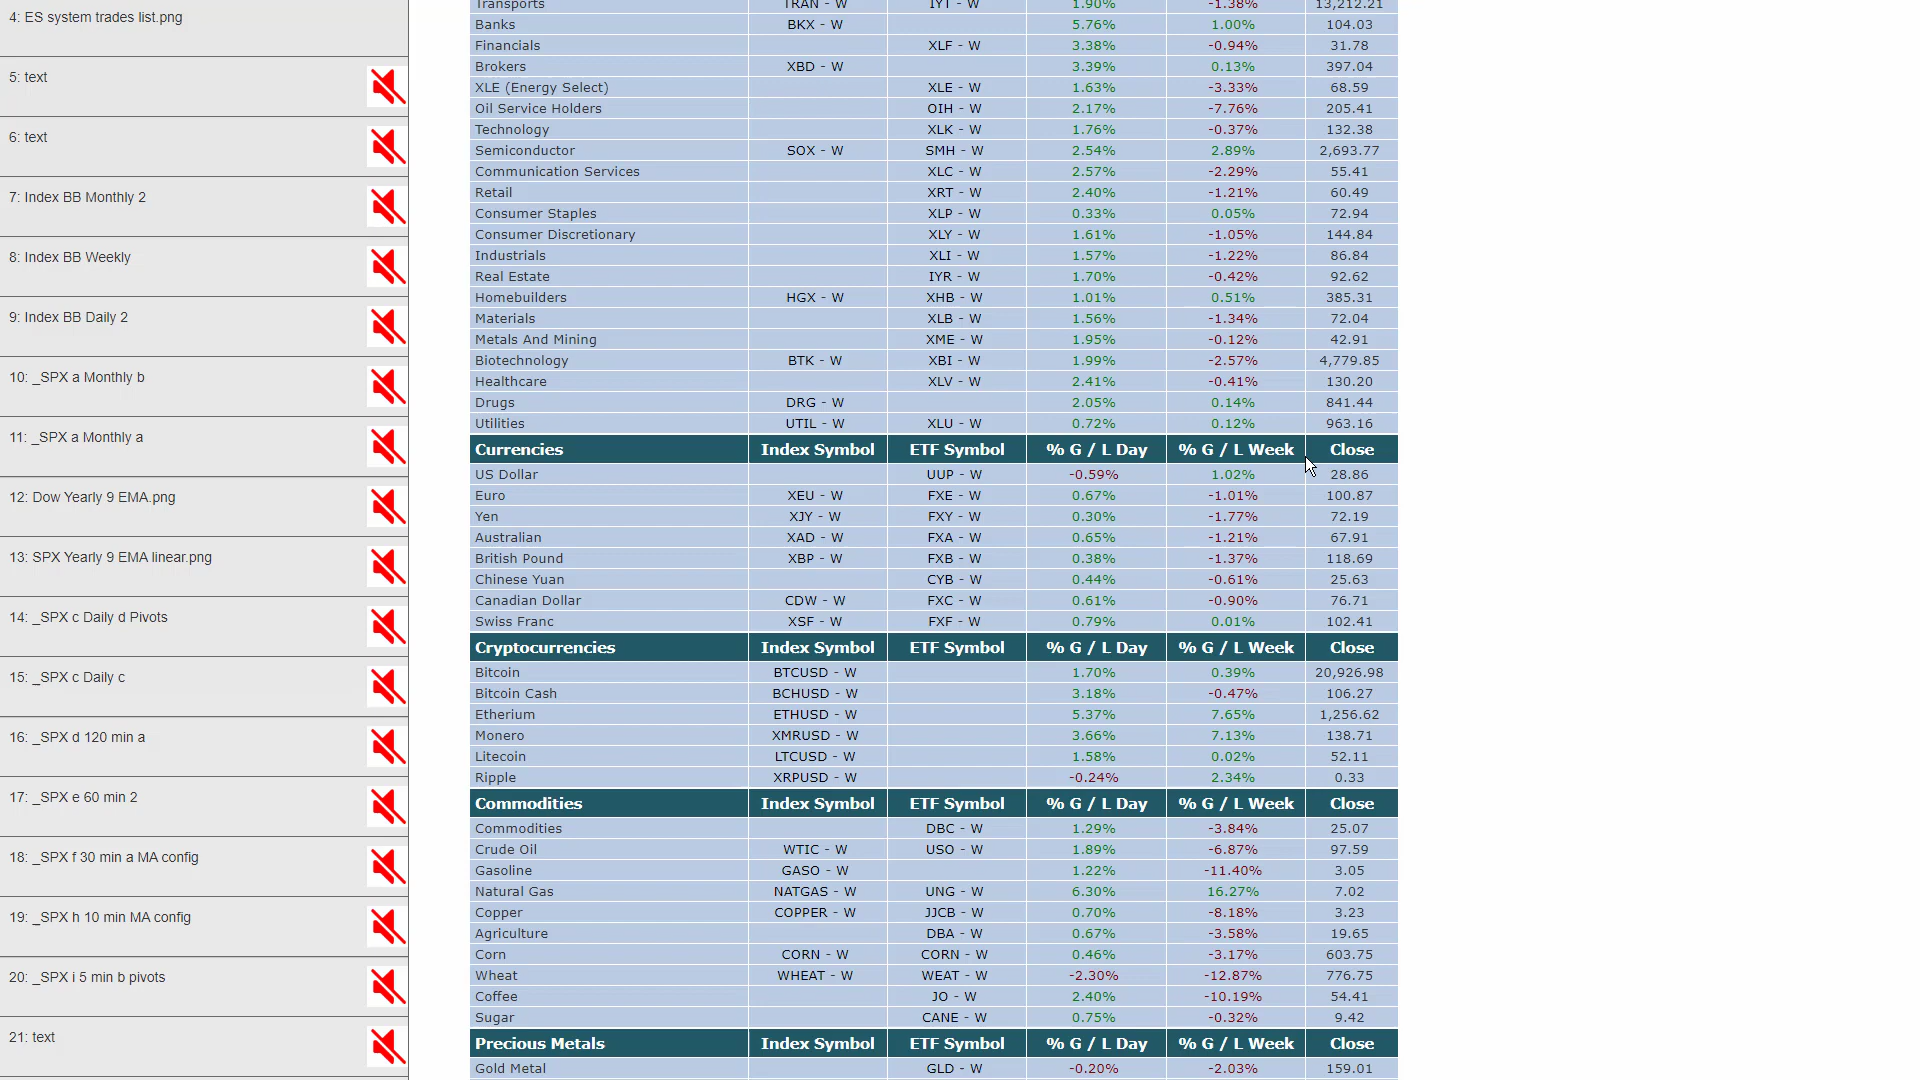 4: ES system trades list.png
5: text
6: text
7: Index BB Monthly 2
8: Index BB Weekly
9: Index BB Daily 2
10: _SPX a Monthly b
11: _SPX a Monthly a
12: Dow Yearly 9 EMA.png
13: SPX Yearly 9 EMA linear.png
14: _SPX c Daily d Pivots
15: _SPX c Daily c
16: _SPX d 120 min a
17: _SPX e 60 min 2
18: _SPX f 30 min a MA config
19: _SPX h 10 min MA config
20: _SPX i 5 min b pivots
21: text
Transports TRAN - W IYT - W 1.90% -1.38% 13,212.21
Banks BKX - W 5.76% 1.00% 104.03
Financials XLF - W 3.38% -0.94% 31.78
Brokers XBD - W 3.39% 0.13% 397.04
XLE (Energy Select) XLE - W 1.63% -3.33% 68.59
Oil Service Holders OIH - W 2.17% -7.76% 205.41
Technology XLK - W 1.76% -0.37% 132.38
Semiconductor SOX - W SMH - W 2.54% 2.89% 2,693.77
Communication Services XLC - W 2.57% -2.29% 55.41
Retail XRT - W 2.40% -1.21% 60.49
Consumer Staples XLP - W 0.33% 0.05% 72.94
Consumer Discretionary XLY - W 1.61% -1.05% 144.84
Industrials XLI - W 1.57% -1.22% 86.84
Real Estate IYR - W 1.70% -0.42% 92.62
Homebuilders HGX - W XHB - W 1.01% 0.51% 385.31
Materials XLB - W 1.56% -1.34% 72.04
Metals And Mining XME - W 1.95% -0.12% 42.91
Biotechnology BTK - W XBI - W 1.99% -2.57% 4,779.85
Healthcare XLV - W 2.41% -0.41% 130.20
Drugs DRG - W 2.05% 0.14% 841.44
Utilities UTIL - W XLU - W 0.72% 0.12% 963.16
Currencies Index Symbol ETF Symbol % G / L Day % G / L Week Close
US Dollar UUP - W -0.59% 1.02% 28.86
Euro XEU - W FXE - W 0.67% -1.01% 100.87
Yen XJY - W FXY - W 0.30% -1.77% 72.19
Australian XAD - W FXA - W 0.65% -1.21% 67.91
British Pound XBP - W FXB - W 0.38% -1.37% 118.69
Chinese Yuan CYB - W 0.44% -0.61% 25.63
Canadian Dollar CDW - W FXC - W 0.61% -0.90% 76.71
Swiss Franc XSF - W FXF - W 0.79% 0.01% 102.41
Cryptocurrencies Index Symbol ETF Symbol % G / L Day % G / L Week Close
Bitcoin BTCUSD - W 1.70% 0.39% 20,926.98
Bitcoin Cash BCHUSD - W 3.18% -0.47% 106.27
Etherium ETHUSD - W 5.37% 7.65% 1,256.62
Monero XMRUSD - W 3.66% 7.13% 138.71
Litecoin LTCUSD - W 1.58% 0.02% 52.11
Ripple XRPUSD - W -0.24% 2.34% 0.33
Commodities Index Symbol ETF Symbol % G / L Day % G / L Week Close
Commodities DBC - W 1.29% -3.84% 25.07
Crude Oil WTIC - W USO - W 1.89% -6.87% 97.59
Gasoline GASO - W 1.22% -11.40% 3.05
Natural Gas NATGAS - W UNG - W 6.30% 16.27% 7.02
Copper COPPER - W JJCB - W 0.70% -8.18% 3.23
Agriculture DBA - W 0.67% -3.58% 19.65
Corn CORN - W CORN - W 0.46% -3.17% 603.75
Wheat WHEAT - W WEAT - W -2.30% -12.87% 776.75
Coffee JO - W 2.40% -10.19% 54.41
Sugar CANE - W 0.75% -0.32% 9.42
Precious Metals Index Symbol ETF Symbol % G / L Day % G / L Week Close
Gold Metal GLD - W -0.20% -2.03% 159.01